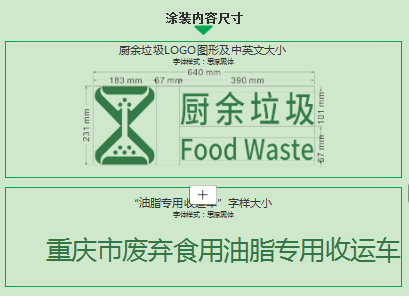 涂装内容尺寸
厨余垃圾LOGO图形及中英文大小
字体样式：思源黑体
640 mm
183 mm
67 mm
390 mm
231 mm
厨余垃圾
101 mm
Food Waste
67 mm
“油脂专用收运车”字样大小
字体样式：思源黑体
重庆市废弃食用油脂专用收运车